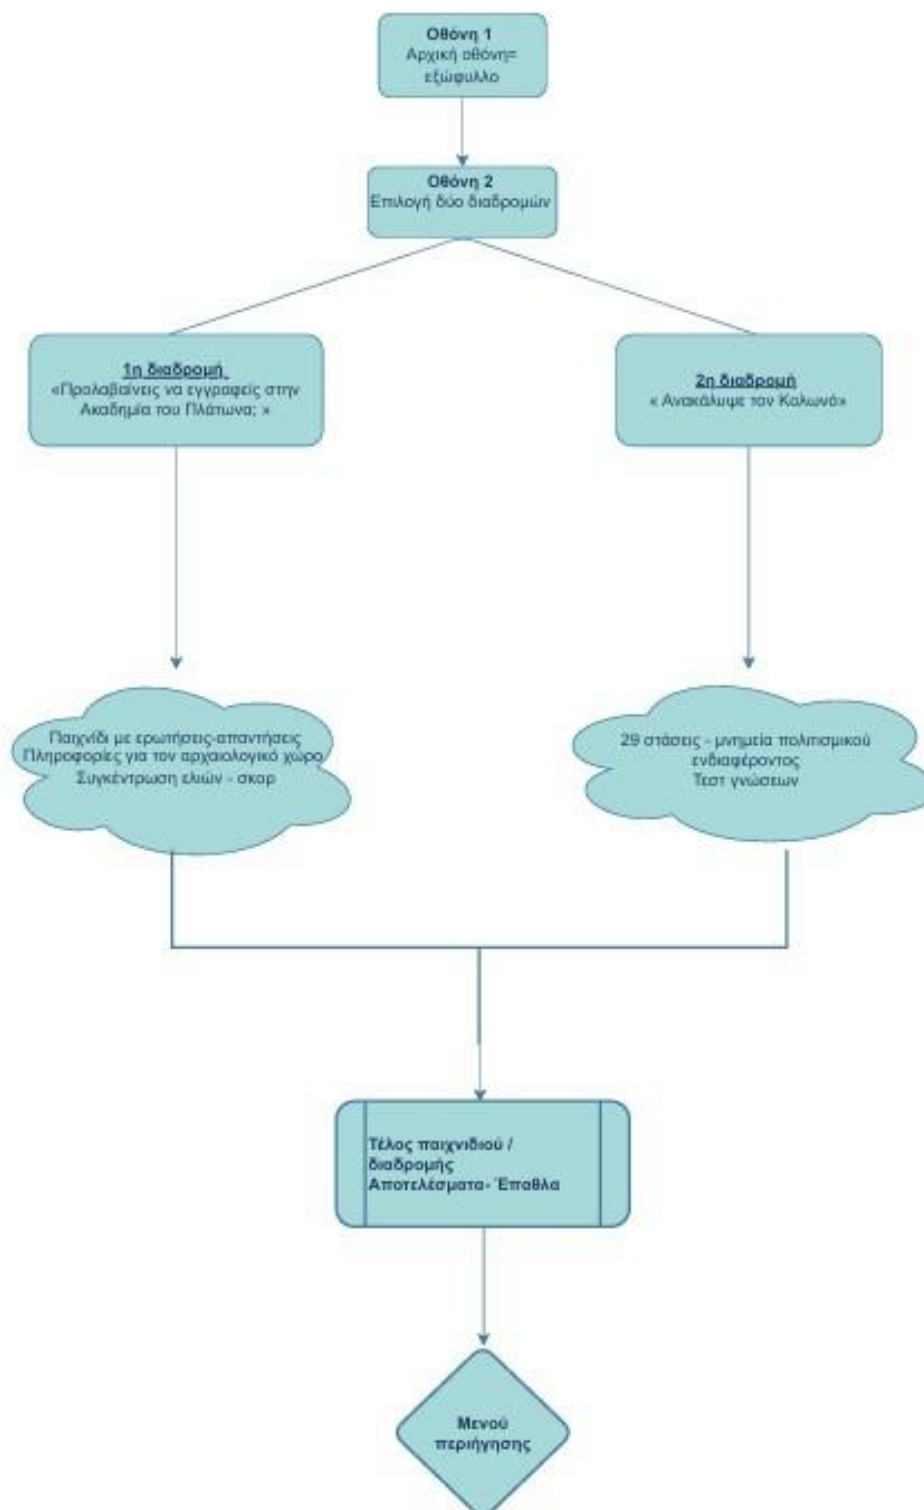 Οθόνη 1
Αρχική οθόνη=
εξώφυλλο
Οθόνη 2
Επιλογή δύο διαδρομών
1η διαδρομή
«Προλαβαίνεις να εγγραφείς στην
Ακαδημία του Πλάτωνα; »
2η διαδρομή
« Ανακάλυψε τον Κολωνό»
Παιχνίδι με ερωτήσεις-απαντήσεις
Πληροφορίες για τον αρχαιολογικό χώρο
Συγκέντρωση ελιών - σκορ
29 στάσεις - μνημεία πολιτισμικού
ενδιαφέροντος
Τεστ γνώσεων
Τέλος παιχνιδιού /
διαδρομής
Αποτελέσματα- Έπαθλα
Μενού
περιήγησης